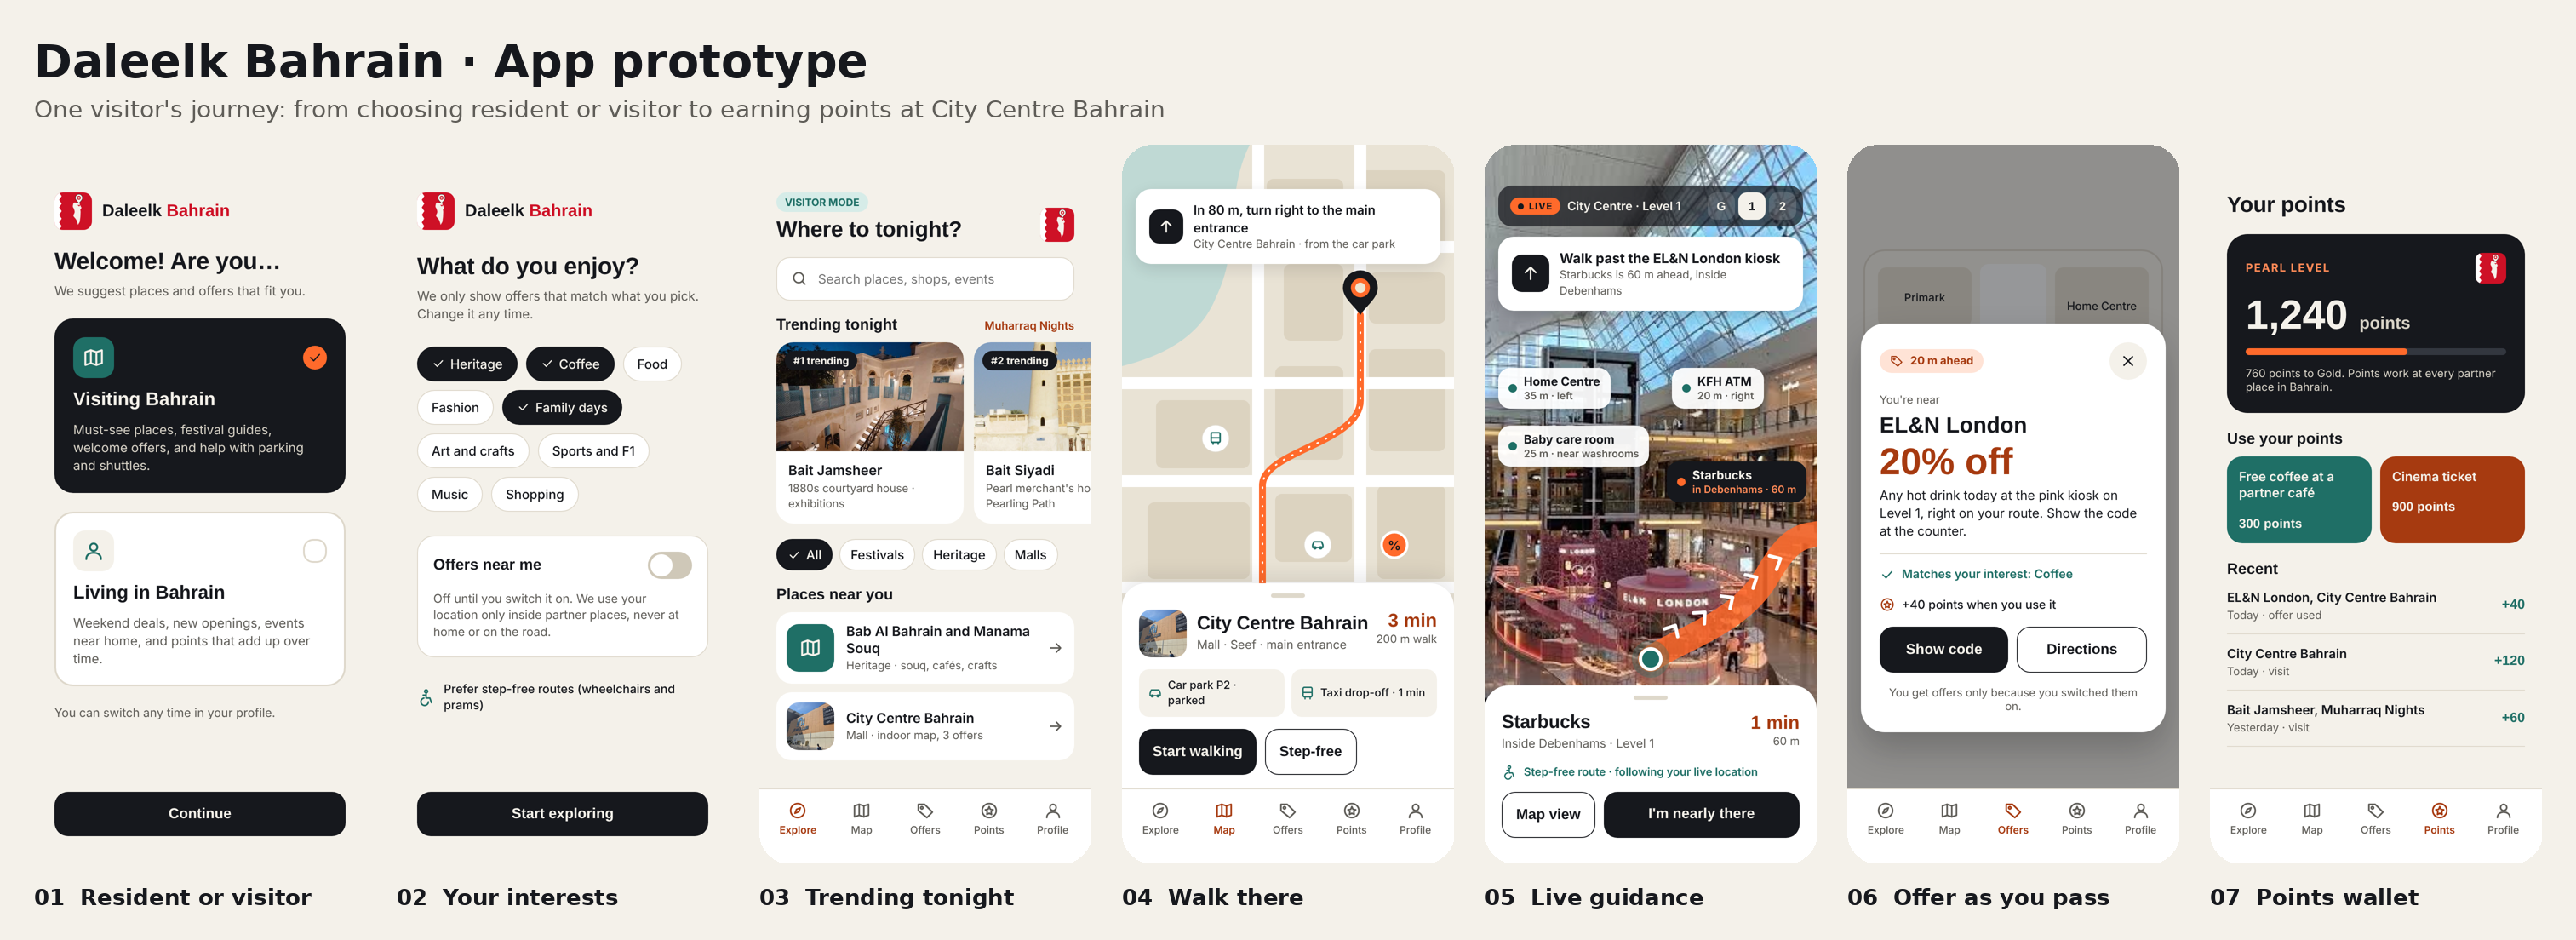 Daleelk Bahrain · App prototype
One visitor's journey: from choosing resident or visitor to earning points at City Centre Bahrain
Daleelk Bahrain
Welcome! Are you…
We suggest places and offers that fit you.
Visiting Bahrain
Must-see places, festival guides,
welcome offers, and help with parking
and shuttles.
Living in Bahrain
Weekend deals, new openings, events
near home, and points that add up over
time.
You can switch any time in your profile.
Continue
01 Resident or visitor
Daleelk Bahrain
What do you enjoy?
We only show offers that match what you pick.
Change it any time.
Heritage
Coffee
Food
Fashion
Family days
Art and crafts
Sports and F1
Music
Shopping
Offers near me
Off until you switch it on. We use your
location only inside partner places, never at
home or on the road.
Prefer step-free routes (wheelchairs and
prams)
Start exploring
02 Your interests
VISITOR MODE
Where to tonight?
Search places, shops, events
Trending tonight
Muharraq Nights
#1 trending
#2 trending
Bait Jamsheer
1880s courtyard house ·
exhibitions
Bait Siyadi
Pearl merchant's ho
Pearling Path
All
Festivals
Heritage
Malls
Places near you
Bab Al Bahrain and Manama
Souq
Heritage · souq, cafés, crafts
City Centre Bahrain
Mall · indoor map, 3 offers
Explore
Map
Offers
Points
Profile
03 Trending tonight
In 80 m, turn right to the main
entrance
City Centre Bahrain · from the car park
%
City Centre Bahrain
Mall · Seef · main entrance
3 min
200 m walk
Car park P2 ·
parked
Taxi drop-off · 1 min
Start walking
Step-free
Explore
Map
Offers
Points
Profile
04 Walk there
LIVE
City Centre · Level 1
G
1
2
Walk past the EL&N London kiosk
Starbucks is 60 m ahead, inside
Debenhams
Home Centre
35 m · left
KFH ATM
20 m · right
Baby care room
25 m · near washrooms
Starbucks
in Debenhams · 60 m
EL&N LONDON
Starbucks
Inside Debenhams · Level 1
1 min
60 m
Step-free route · following your live location
Map view
I'm nearly there
05 Live guidance
Primark
Home Centre
20 m ahead
You're near
EL&N London
20% off
Any hot drink today at the pink kiosk on
Level 1, right on your route. Show the code
at the counter.
Matches your interest: Coffee
+40 points when you use it
Show code
Directions
You get offers only because you switched them
on.
Explore
Map
Offers
Points
Profile
06 Offer as you pass
Your points
PEARL LEVEL
1,240 points
760 points to Gold. Points work at every partner
place in Bahrain.
Use your points
Free coffee at a
partner café
300 points
Cinema ticket
900 points
Recent
EL&N London, City Centre Bahrain
Today · offer used
+40
City Centre Bahrain
Today · visit
+120
Bait Jamsheer, Muharraq Nights
Yesterday · visit
+60
Explore
Map
Offers
Points
Profile
07 Points wallet